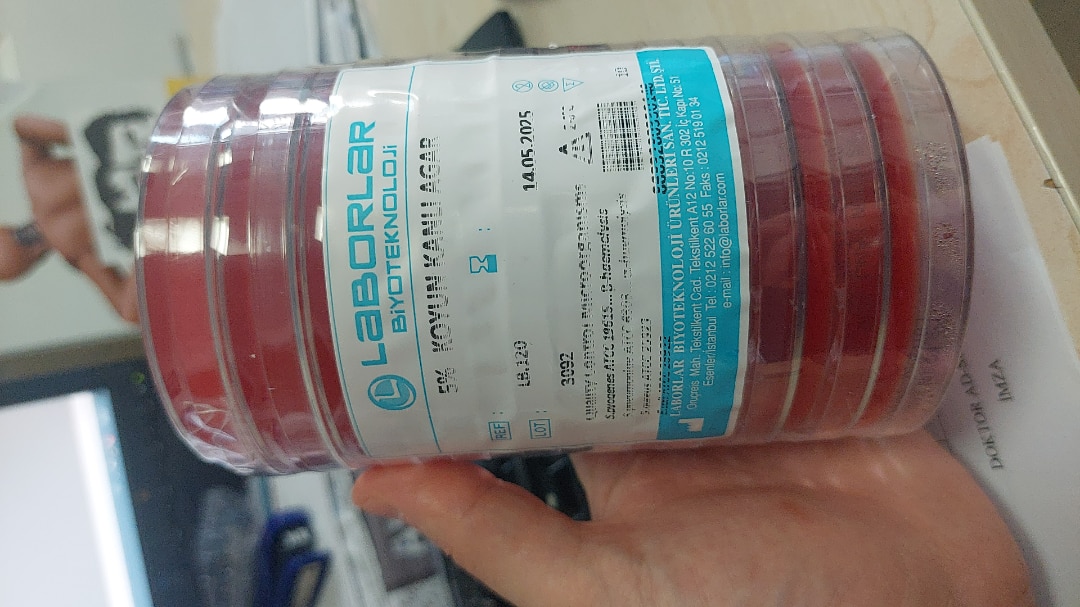 LABORLAR
BİYOTEKNOLOJİ
5% KOYUN KANLI AGAR
REF : LB.120
14.05.2025
LOT : 3092
10
Quality Control Microorganisms
S.pyogenes ATCC 19615... B-haemolysis
LABORLAR BİYOTEKNOLOJİ ÜRÜNLERİ SAN. TİC. LTD. ŞTİ.
Oruçreis Mah. Tekstilkent Cad. Tekstilkent A12 No:10 R 302 İç Kapı No: 51
Esenler/İstanbul Tel : 0212 522 60 55 Faks : 0212 519 01 34
e-mail : info@laborlar.com
DOKTOR AD-
İMZA